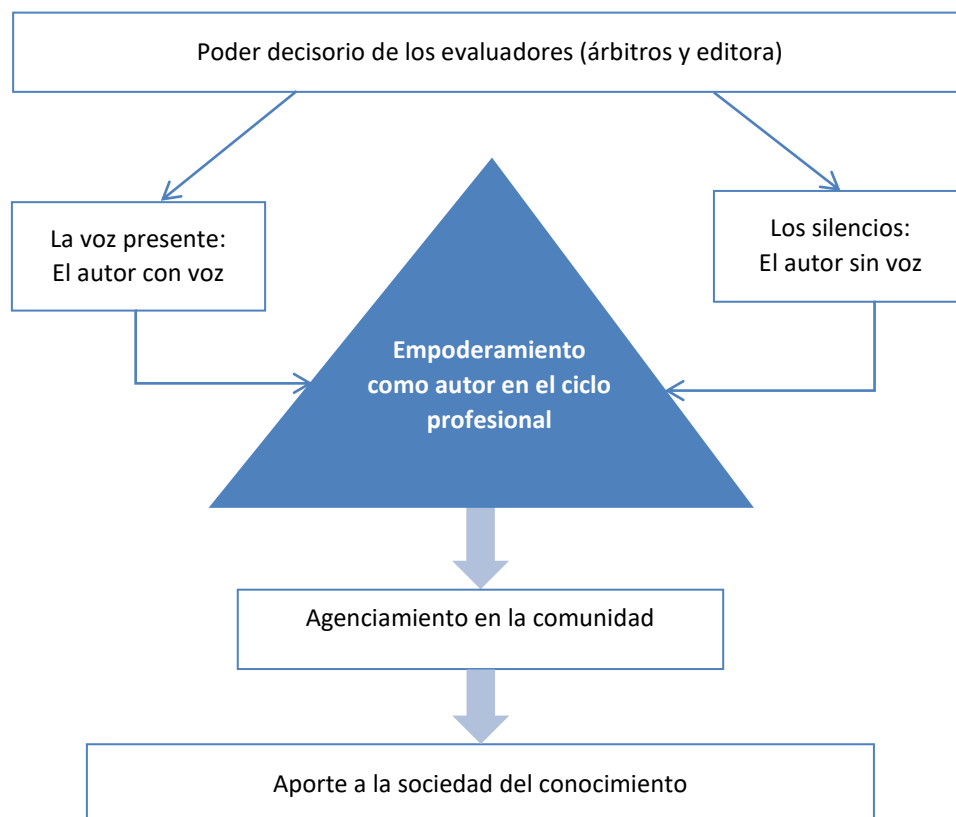 Poder decisorio de los evaluadores (árbitros y editora)
La voz presente:
El autor con voz
Los silencios:
El autor sin voz
Empoderamiento
como autor en el ciclo
profesional
Agenciamiento en la comunidad
Aporte a la sociedad del conocimiento